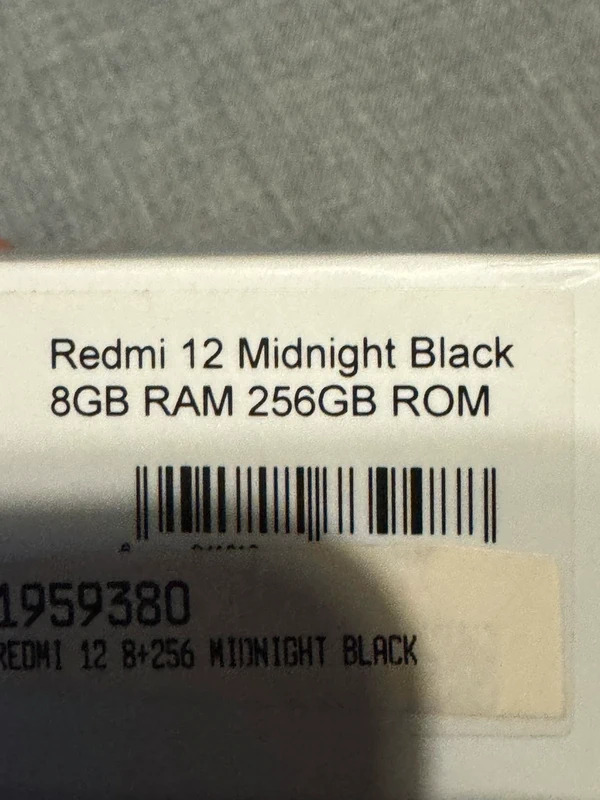 Redmi 12 Midnight Black
8GB RAM 256GB ROM
1959380
REDMI 12 8+256 MIDNIGHT BLACK